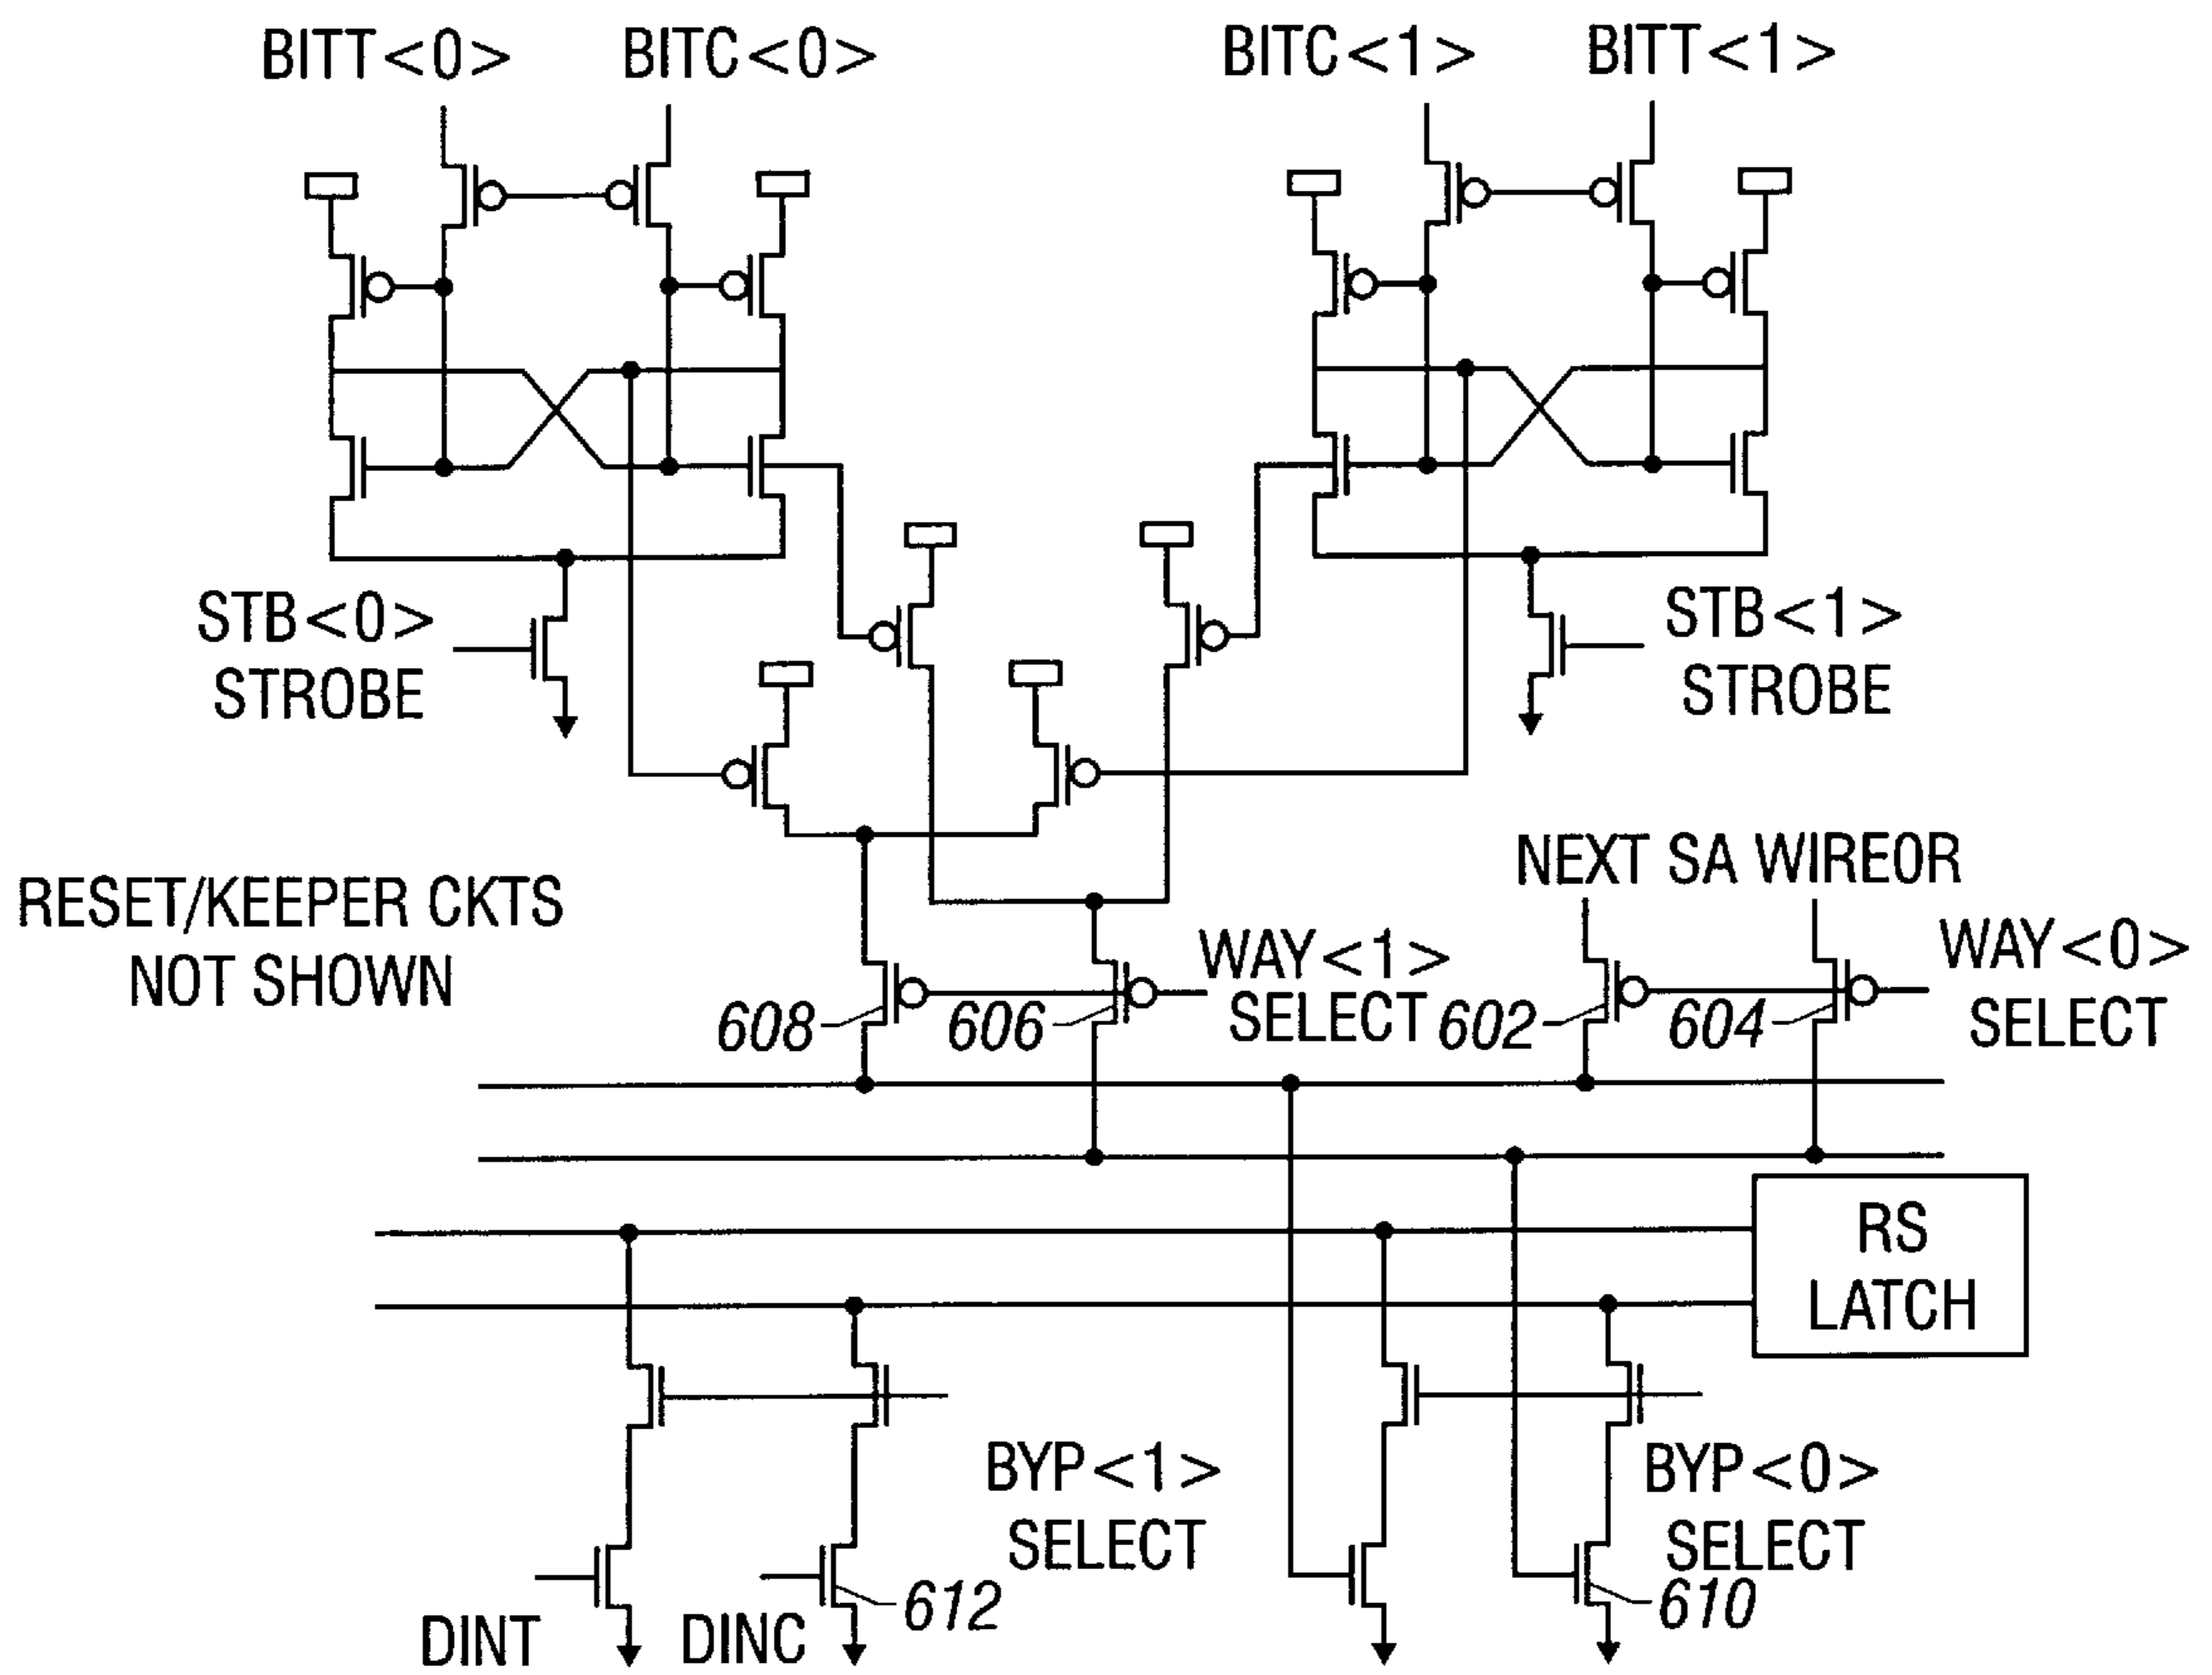 BITT<0>
BITC<0>
BITC<1>
BITT<1>
STB<0>
STROBE
STB<1>
STROBE
RESET/KEEPER CKTS
NOT SHOWN
NEXT SA WIREOR
WAY<1>
SELECT
WAY<0>
SELECT
608
606
602
604
RS
LATCH
BYP<1>
SELECT
BYP<0>
SELECT
DINT
DINC
612
610